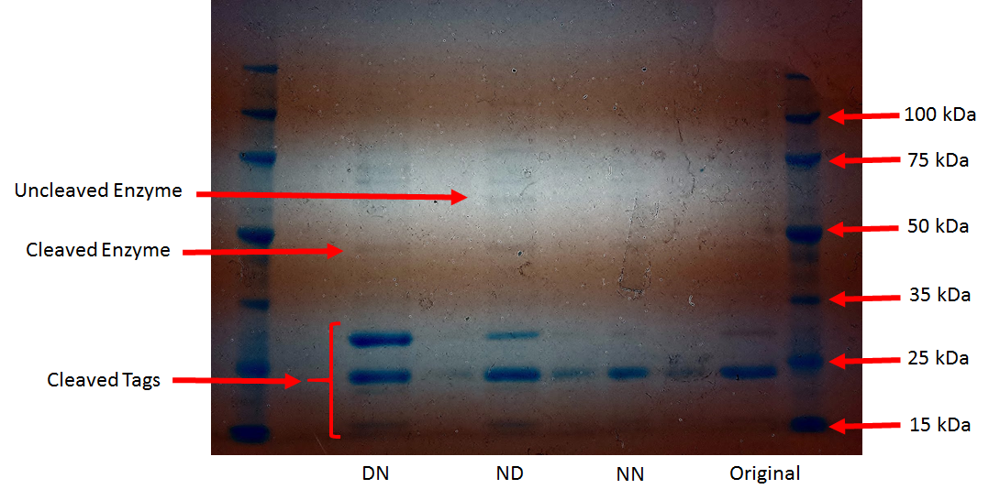 100 kDa
75 kDa
Uncleaved Enzyme
50 kDa
Cleaved Enzyme
35 kDa
25 kDa
Cleaved Tags
15 kDa
DN ND NN Original